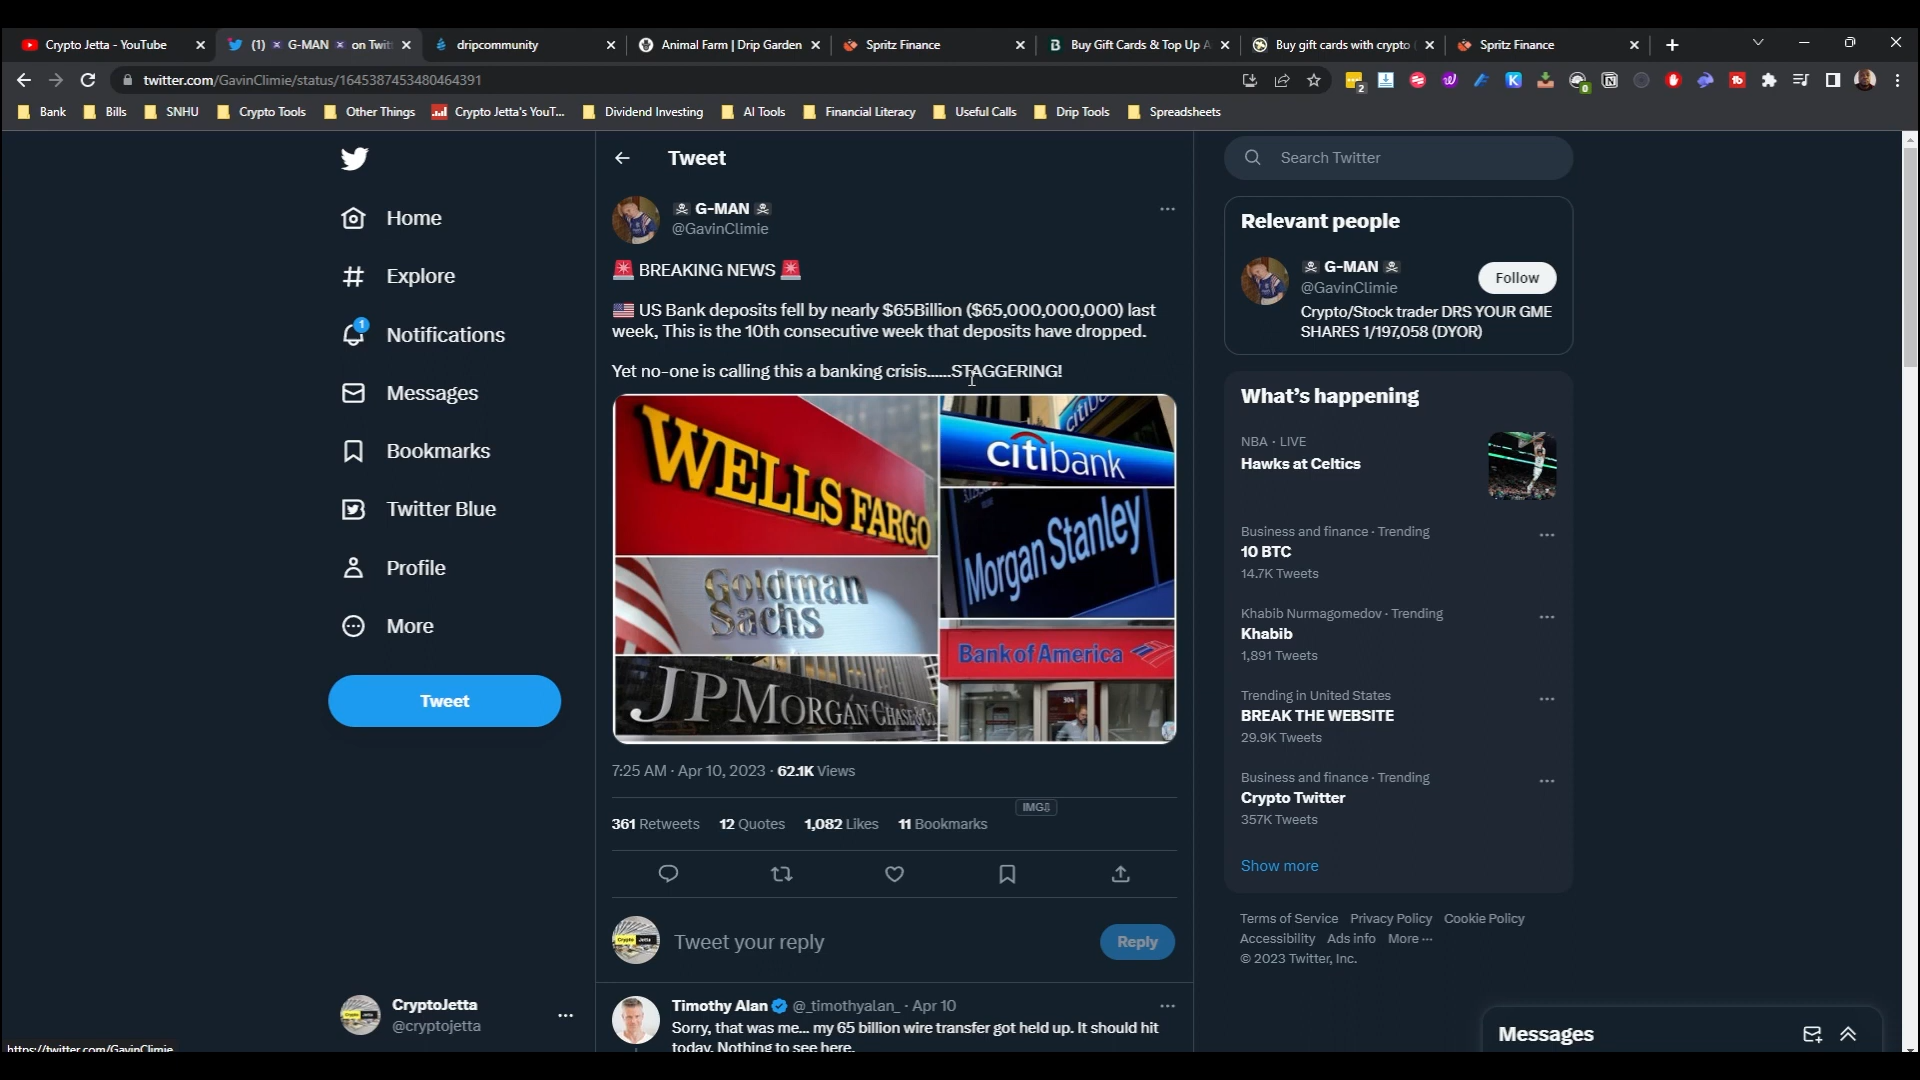 Crypto Jetta - YouTube
(1) G-MAN on Twit
dripcommunity
Animal Farm | Drip Garden
Spritz Finance
Buy Gift Cards & Top Up A
Buy gift cards with crypto
Spritz Finance
twitter.com/GavinClimie/status/1645387453480464391
Bank
Bills
SNHU
Crypto Tools
Other Things
Crypto Jetta's YouT...
Dividend Investing
AI Tools
Financial Literacy
Useful Calls
Drip Tools
Spreadsheets
Home
Explore
1
Notifications
Messages
Bookmarks
Twitter Blue
Profile
More
Tweet
CryptoJetta
@cryptojetta
https://twitter.com/GavinClimie
Tweet
G-MAN
@GavinClimie
BREAKING NEWS
US Bank deposits fell by nearly $65Billion ($65,000,000,000) last
week, This is the 10th consecutive week that deposits have dropped.
Yet no-one is calling this a banking crisis......STAGGERING!
WELLS FARGO
citibank
citibank
Morgan Stanley
Goldman
Sachs
Bank of America
304
JPMORGAN CHASE & CO.
7:25 AM · Apr 10, 2023 · 62.1K Views
IMG
361 Retweets 12 Quotes 1,082 Likes 11 Bookmarks
Tweet your reply
Reply
Timothy Alan @_timothyalan_ · Apr 10
Sorry, that was me... my 65 billion wire transfer got held up. It should hit
today. Nothing to see here.
Search Twitter
Relevant people
G-MAN
@GavinClimie
Follow
Crypto/Stock trader DRS YOUR GME
SHARES 1/197,058 (DYOR)
What's happening
NBA · LIVE
Hawks at Celtics
Business and finance · Trending
10 BTC
14.7K Tweets
Khabib Nurmagomedov · Trending
Khabib
1,891 Tweets
Trending in United States
BREAK THE WEBSITE
29.9K Tweets
Business and finance · Trending
Crypto Twitter
357K Tweets
Show more
Terms of Service Privacy Policy Cookie Policy
Accessibility Ads info More ···
© 2023 Twitter, Inc.
Messages